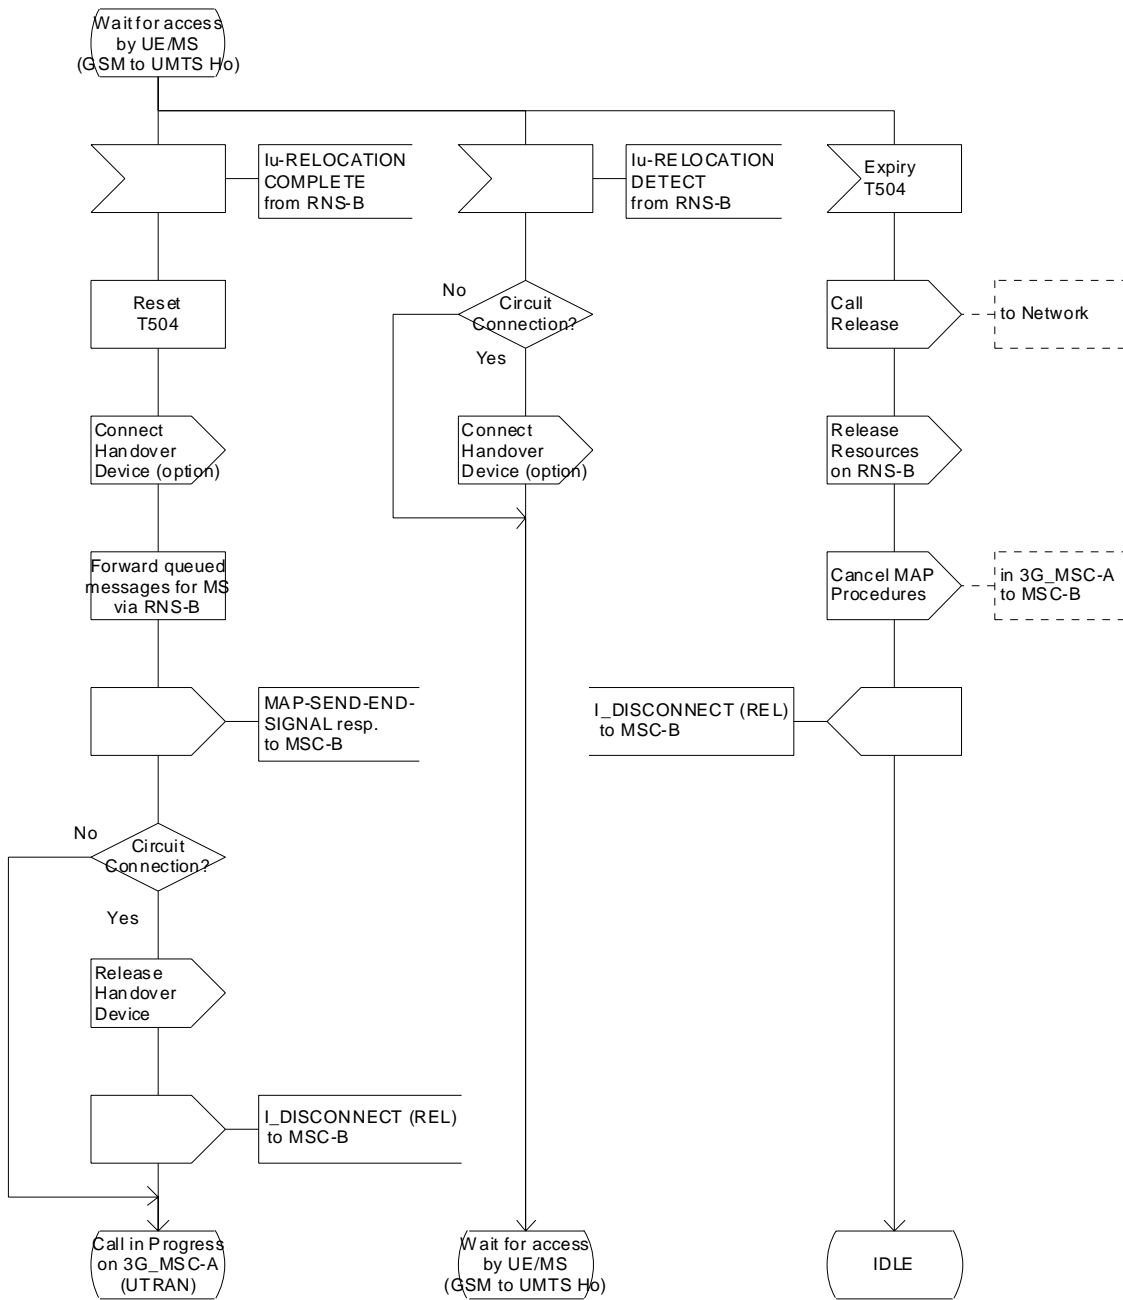 Wait for access
by UE/MS
(GSM to UMTS Ho)
Iu-RELOCATION
COMPLETE
from RNS-B
Iu-RELOCATION
DETECT
from RNS-B
Expiry
T504
Reset
T504
No
Circuit
Connection?
Yes
Call
Release
to Network
Connect
Handover
Device (option)
Connect
Handover
Device (option)
Release
Resources
on RNS-B
Forward queued
messages for MS
via RNS-B
Cancel MAP
Procedures
in 3G_MSC-A
to MSC-B
MAP-SEND-END-
SIGNAL resp.
to MSC-B
I_DISCONNECT (REL)
to MSC-B
No
Circuit
Connection?
Yes
Release
Handover
Device
I_DISCONNECT (REL)
to MSC-B
Call in Progress
on 3G_MSC-A
(UTRAN)
Wait for access
by UE/MS
(GSM to UMTS Ho)
IDLE